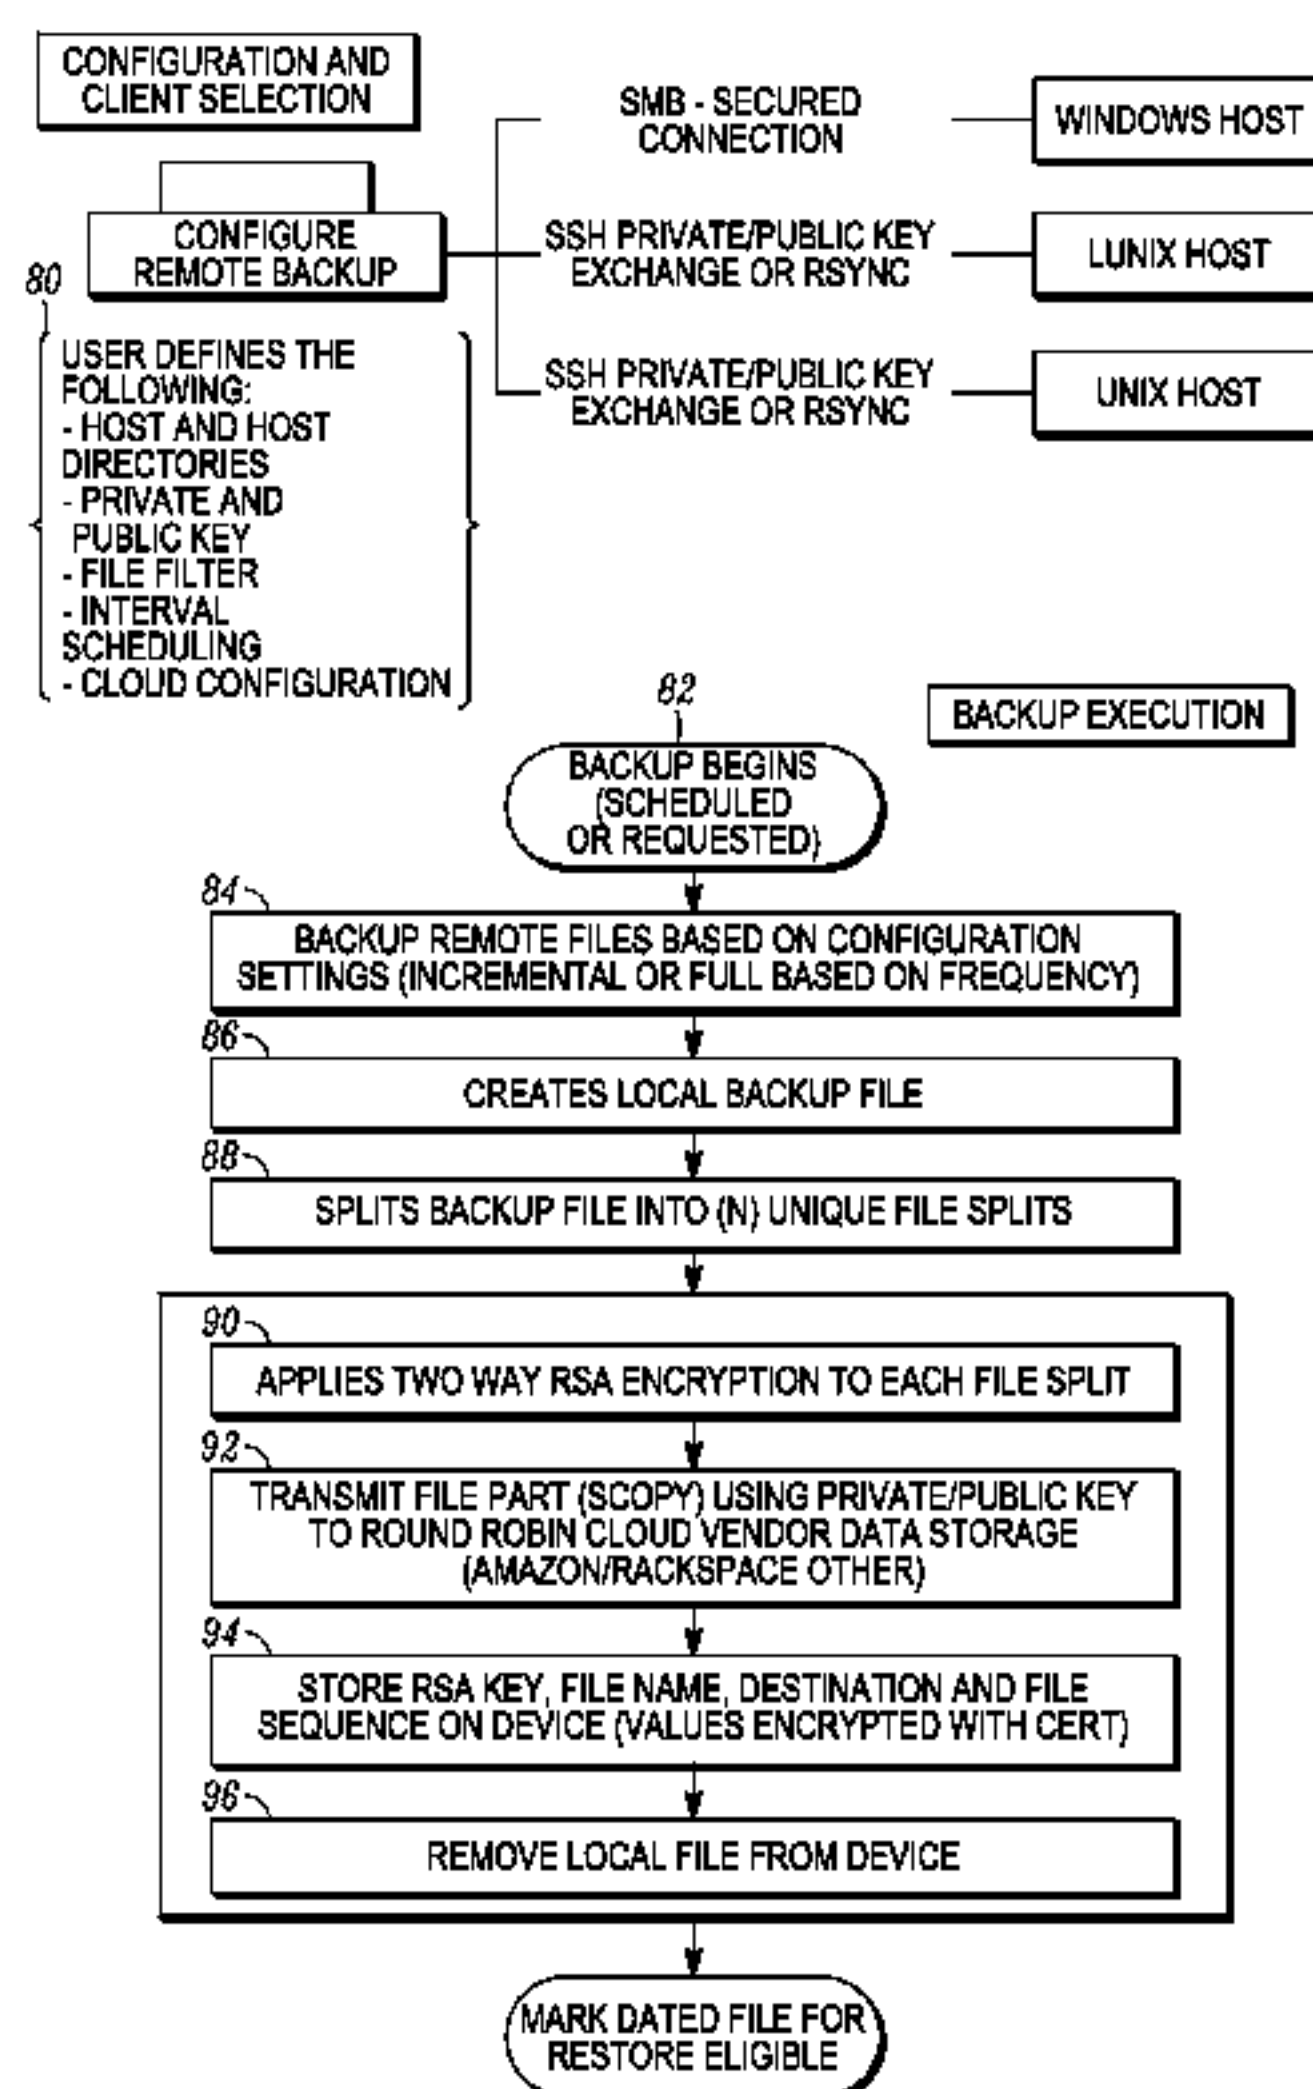 CONFIGURATION AND
CLIENT SELECTION
CONFIGURE
REMOTE BACKUP
SMB - SECURED
CONNECTION
WINDOWS HOST
SSH PRIVATE/PUBLIC KEY
EXCHANGE OR RSYNC
LUNIX HOST
SSH PRIVATE/PUBLIC KEY
EXCHANGE OR RSYNC
UNIX HOST
80
USER DEFINES THE
FOLLOWING:
- HOST AND HOST
DIRECTORIES
- PRIVATE AND
PUBLIC KEY
- FILE FILTER
- INTERVAL
SCHEDULING
- CLOUD CONFIGURATION
BACKUP EXECUTION
82
BACKUP BEGINS
(SCHEDULED
OR REQUESTED)
84
BACKUP REMOTE FILES BASED ON CONFIGURATION
SETTINGS (INCREMENTAL OR FULL BASED ON FREQUENCY)
86
CREATES LOCAL BACKUP FILE
88
SPLITS BACKUP FILE INTO (N) UNIQUE FILE SPLITS
90
APPLIES TWO WAY RSA ENCRYPTION TO EACH FILE SPLIT
92
TRANSMIT FILE PART (SCOPY) USING PRIVATE/PUBLIC KEY
TO ROUND ROBIN CLOUD VENDOR DATA STORAGE
(AMAZON/RACKSPACE OTHER)
94
STORE RSA KEY, FILE NAME, DESTINATION AND FILE
SEQUENCE ON DEVICE (VALUES ENCRYPTED WITH CERT)
96
REMOVE LOCAL FILE FROM DEVICE
MARK DATED FILE FOR
RESTORE ELIGIBLE